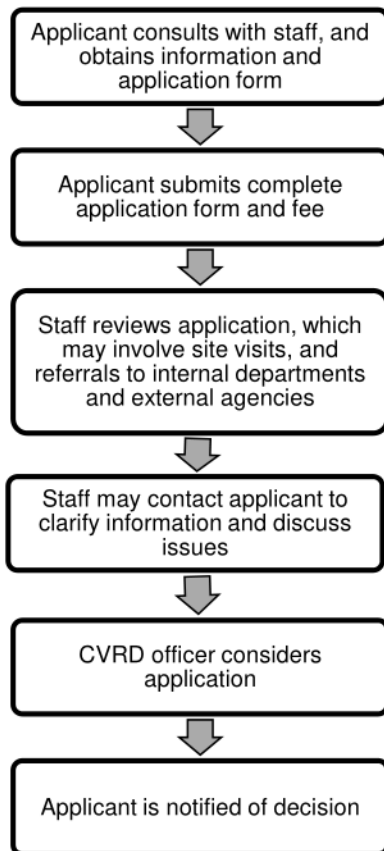 Applicant consults with staff, and
obtains information and
application form
Applicant submits complete
application form and fee
Staff reviews application, which
may involve site visits, and
referrals to internal departments
and external agencies
Staff may contact applicant to
clarify information and discuss
issues
CVRD officer considers
application
Applicant is notified of decision